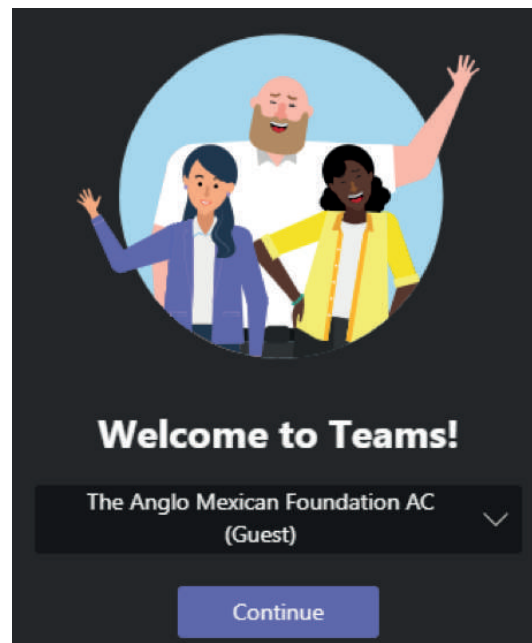 Welcome to Teams!
The Anglo Mexican Foundation AC
(Guest)
Continue